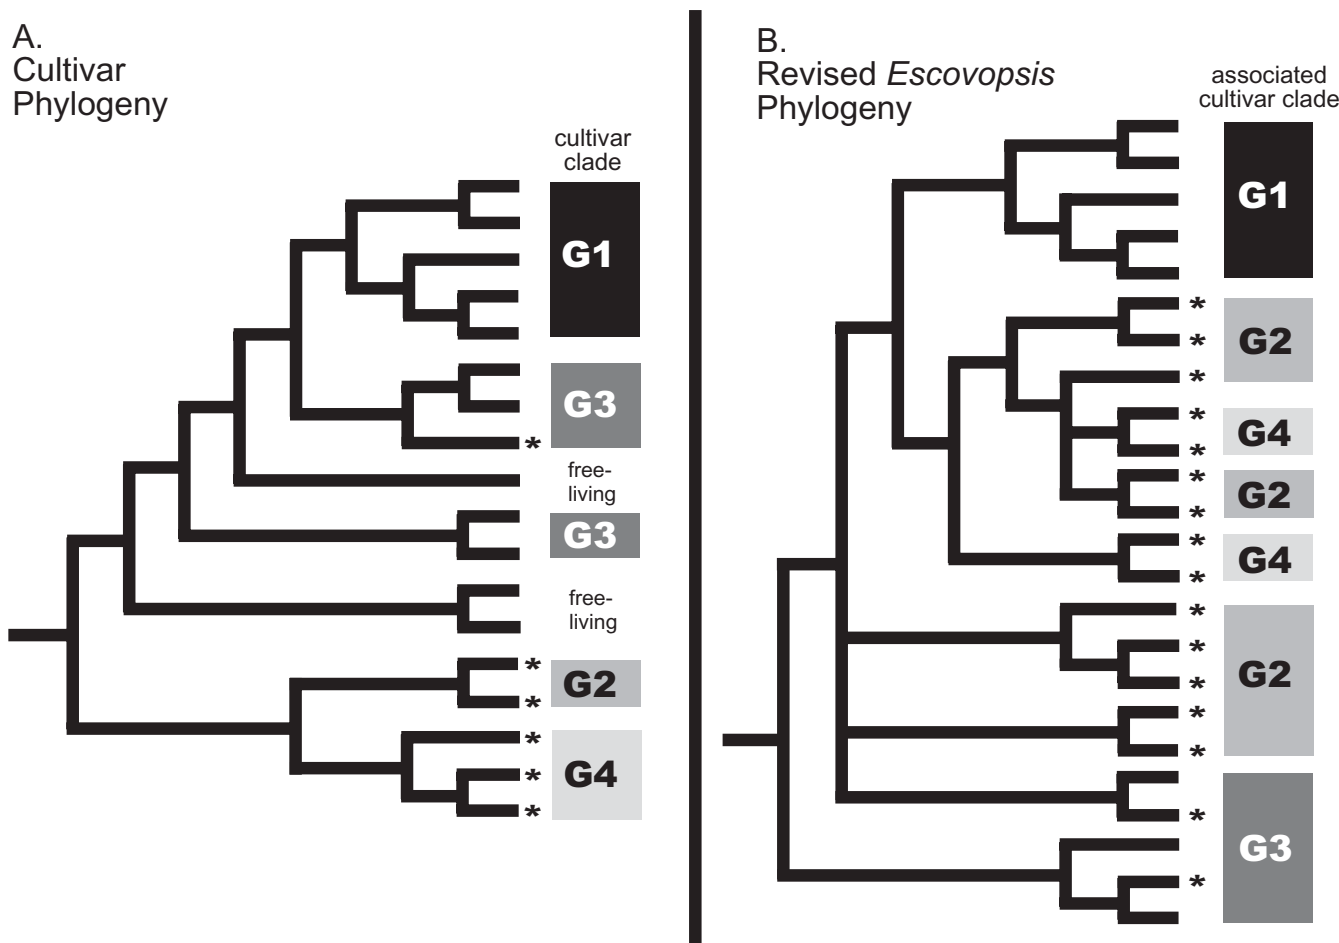 A.
Cultivar
Phylogeny
cultivar
clade
G1
G3
*
free-
living
G3
free-
living
*
G2
*
*
G4
*
*
B.
Revised Escovopsis
Phylogeny
associated
cultivar clade
G1
*
G2
*
*
*
G4
*
*
G2
*
*
G4
*
*
*
G2
*
*
*
*
G3
*